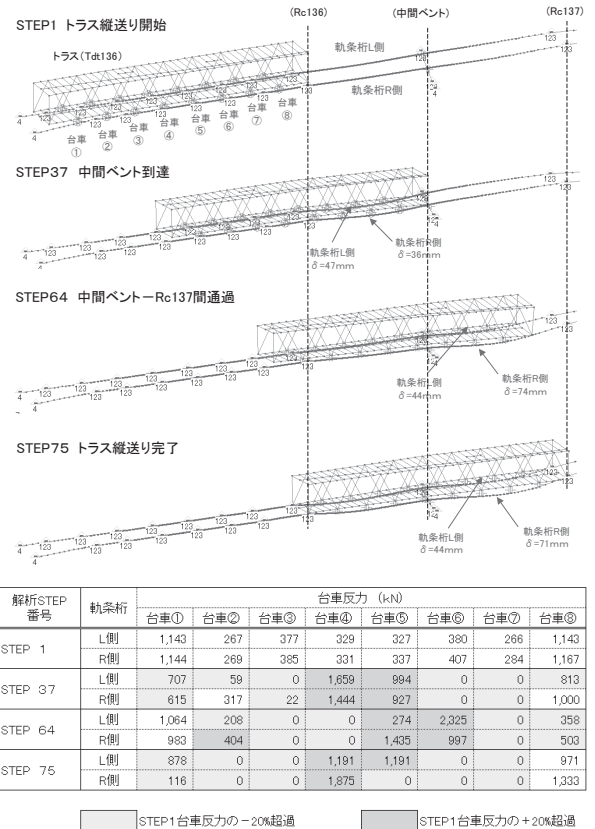 (Rc136)
(中間ベント)
(Rc137)
STEP1 トラス縦送り開始
トラス(Tdt136)
軌条桁L側
軌条桁R側
台車
①
台車
②
台車
③
台車
④
台車
⑤
台車
⑥
台車
⑦
台車
⑧
STEP37 中間ベント到達
軌条桁L側
δ=47mm
軌条桁R側
δ=36mm
STEP64 中間ベントーRc137間通過
軌条桁L側
δ=44mm
軌条桁R側
δ=74mm
STEP75 トラス縦送り完了
軌条桁L側
δ=44mm
軌条桁R側
δ=71mm
解析STEP番号 軌条桁 台車反力 (kN)
台車① 台車② 台車③ 台車④ 台車⑤ 台車⑥ 台車⑦ 台車⑧
STEP 1 L側 1,143 267 377 329 327 380 266 1,143
R側 1,144 269 385 331 337 407 284 1,167
STEP 37 L側 707 59 0 1,659 994 0 0 813
R側 615 317 22 1,444 927 0 0 1,000
STEP 64 L側 1,064 208 0 0 274 2,325 0 358
R側 983 404 0 0 1,435 997 0 503
STEP 75 L側 878 0 0 1,191 1,191 0 0 971
R側 116 0 0 1,875 0 0 0 1,333
STEP1台車反力の-20%超過
STEP1台車反力の+20%超過